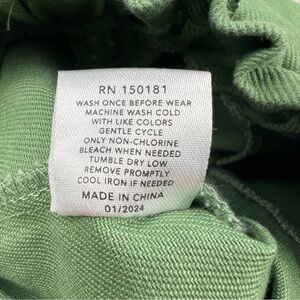 RN 150181
WASH ONCE BEFORE WEAR
MACHINE WASH COLD
WITH LIKE COLORS
GENTLE CYCLE
ONLY NON-CHLORINE
BLEACH WHEN NEEDED
TUMBLE DRY LOW
REMOVE PROMPTLY
COOL IRON IF NEEDED
MADE IN CHINA
01/2024